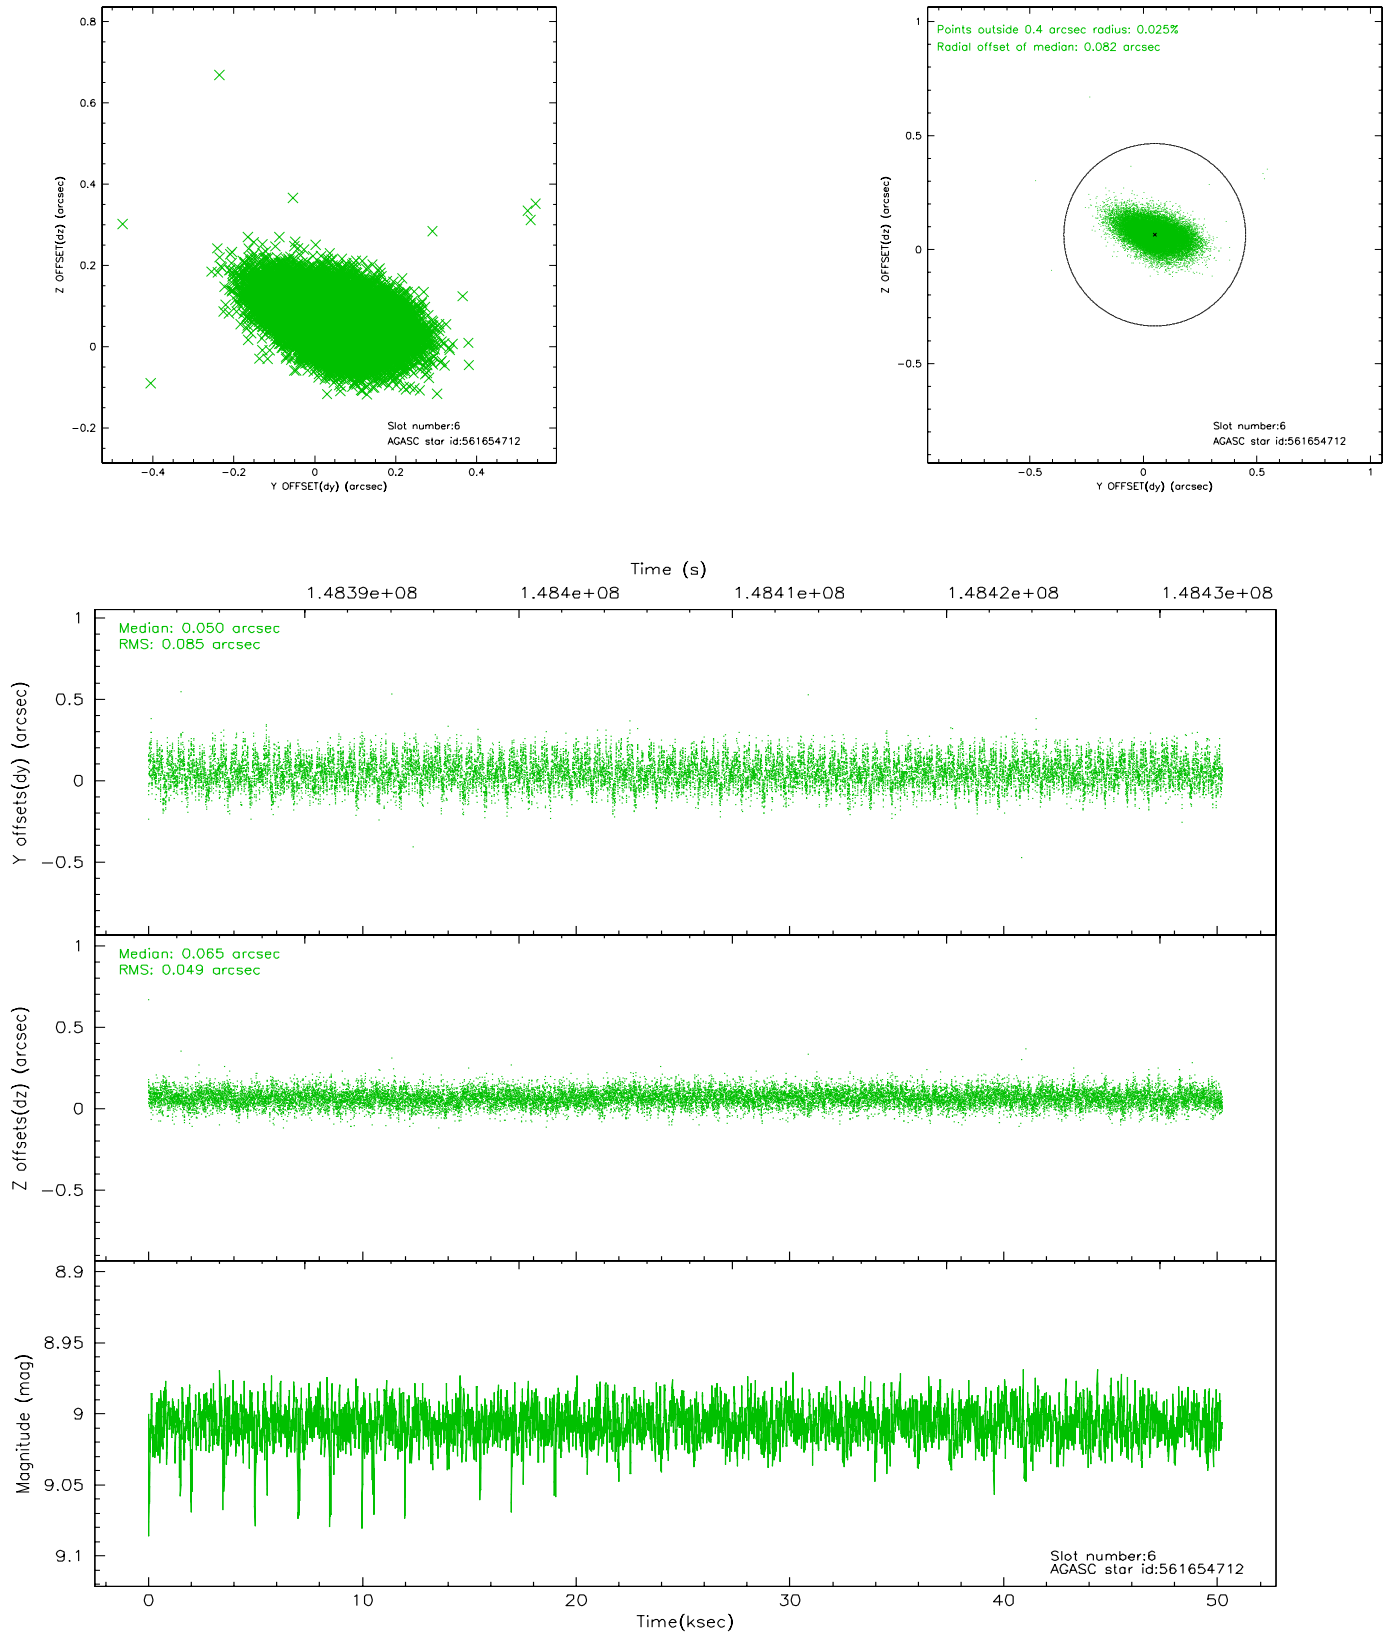 0.8
0.6
0.4
0.2
0
−0.2
−0.4
−0.2
0
0.2
0.4
Z OFFSET(dz) (arcsec)
Y OFFSET(dy) (arcsec)
Slot number:6
AGASC star id:561654712
Points outside 0.4 arcsec radius: 0.025%
Radial offset of median: 0.082 arcsec
1
0.5
0
−0.5
−0.5
0
0.5
1
Z OFFSET(dz) (arcsec)
Y OFFSET(dy) (arcsec)
Slot number:6
AGASC star id:561654712
Time (s)
1.4839e+08
1.484e+08
1.4841e+08
1.4842e+08
1.4843e+08
Median: 0.050 arcsec
RMS: 0.085 arcsec
1
0.5
0
−0.5
Y offsets(dy) (arcsec)
Median: 0.065 arcsec
RMS: 0.049 arcsec
1
0.5
0
−0.5
Z offsets(dz) (arcsec)
8.9
8.95
9
9.05
9.1
Magnitude (mag)
Slot number:6
AGASC star id:561654712
0
10
20
30
40
50
Time(ksec)